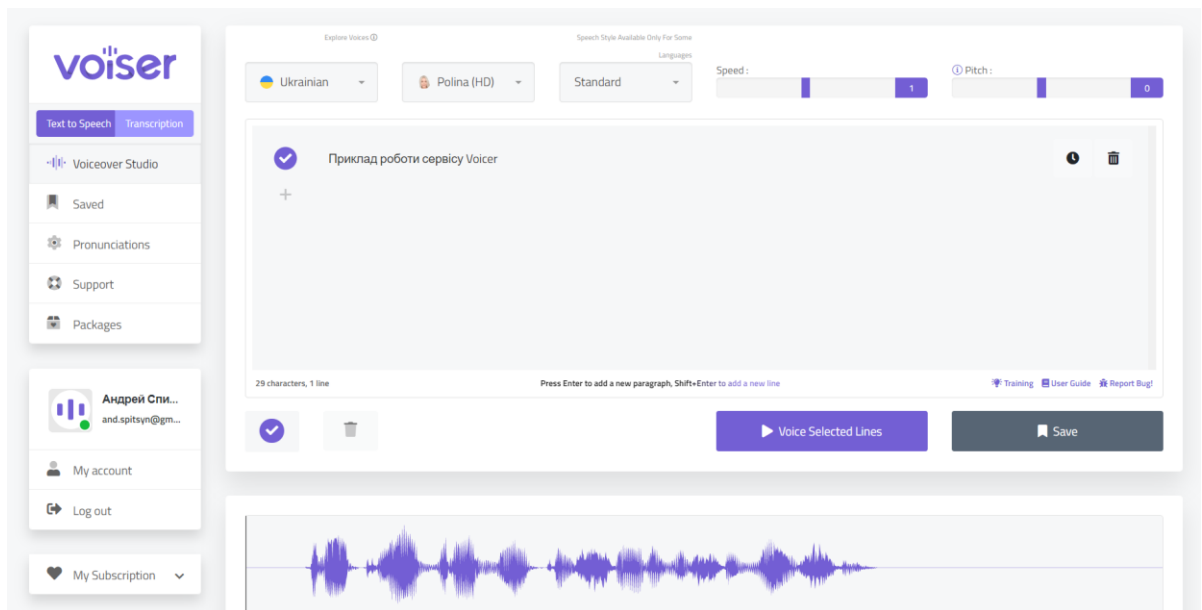 voiser
Text to Speech
Transcription
Voiceover Studio
Saved
Pronunciations
Support
Packages
Андрей Спи...
and.spitsyn@gm...
My account
Log out
My Subscription
Explore Voices
Speech Style Available Only For Some
Languages
Ukrainian
Polina (HD)
Standard
Speed :
1
Pitch :
0
Приклад роботи сервісу Voicer
29 characters, 1 line
Press Enter to add a new paragraph, Shift+Enter to add a new line
Training
User Guide
Report Bug!
Voice Selected Lines
Save